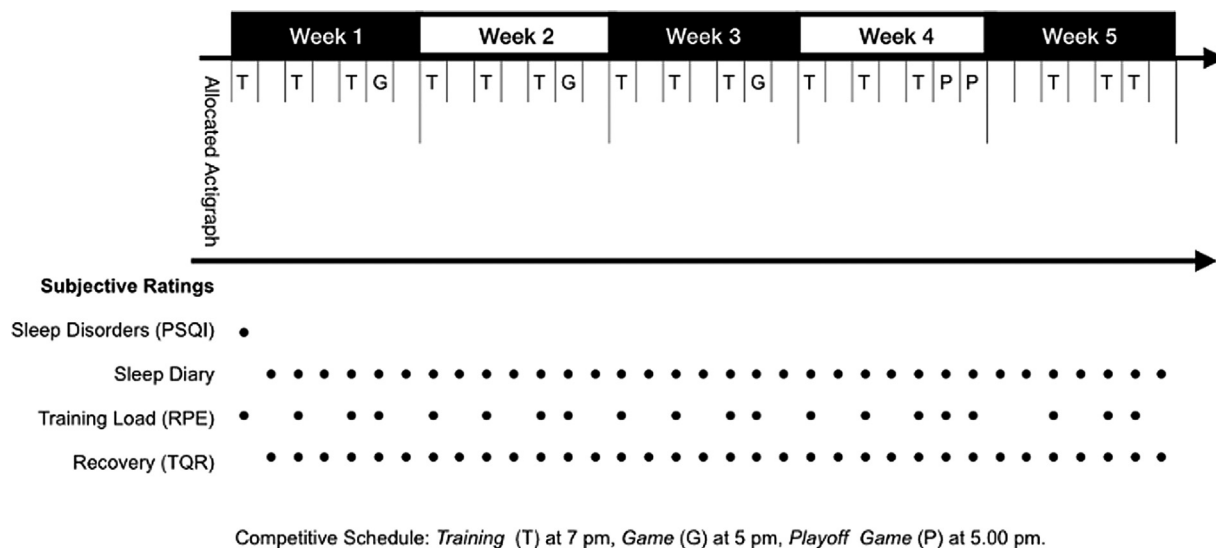 Week 1 Week 2 Week 3 Week 4 Week 5
T T T G T T T G T T T G T T T P P T T T
Allocated Actigraph
Subjective Ratings
Sleep Disorders (PSQI)
Sleep Diary
Training Load (RPE)
Recovery (TQR)
Competitive Schedule: Training (T) at 7 pm, Game (G) at 5 pm, Playoff Game (P) at 5.00 pm.